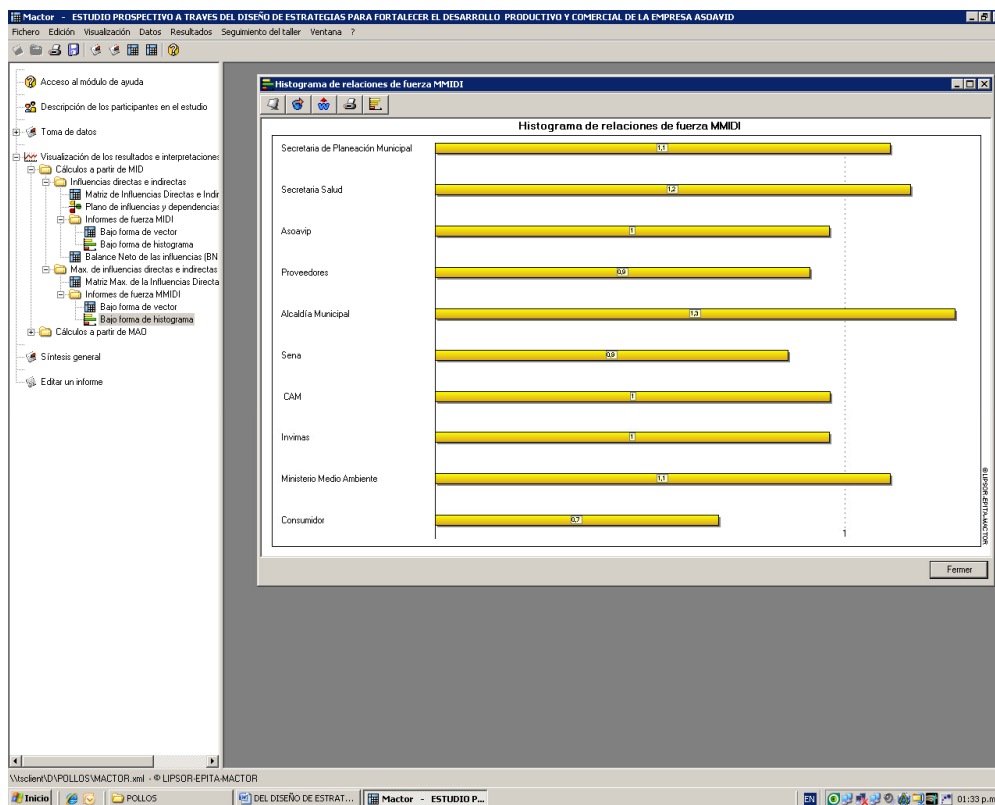 Mactor - ESTUDIO PROSPECTIVO A TRAVES DEL DISEÑO DE ESTRATEGIAS PARA FORTALECER EL DESARROLLO PRODUCTIVO Y COMERCIAL DE LA EMPRESA ASOAVID
Fichero Edición Visualización Datos Resultados Seguimiento del taller Ventana ?
Acceso al módulo de ayuda
Descripción de los participantes en el estudio
Toma de datos
Visualización de los resultados e interpretaciones
Cálculos a partir de MID
Influencias directas e indirectas
Matriz de Influencias Directas e Indir
Plano de influencias y dependencias
Informes de fuerza MIDI
Bajo forma de vector
Bajo forma de histograma
Balance Neto de las influencias (BN
Max. de influencias directas e indirectas
Matriz Max. de la Influencias Directa
Informes de fuerza MMIDI
Bajo forma de vector
Bajo forma de histograma
Cálculos a partir de MAO
Síntesis general
Editar un informe
Histograma de relaciones de fuerza MMIDI
Histograma de relaciones de fuerza MMIDI
Secretaria de Planeación Municipal 1,1
Secretaria Salud 1,2
Asoavip 1
Proveedores 0,9
Alcaldía Municipal 1,3
Sena 0,9
CAM 1
Invimas 1
Ministerio Medio Ambiente 1,1
Consumidor 0,7
1
© LIPSOR-EPITA-MACTOR
Fermer
\\tsclient\D\POLLOS\MACTOR.xml - © LIPSOR-EPITA-MACTOR
Inicio POLLOS DEL DISEÑO DE ESTRAT... Mactor - ESTUDIO P... EN 01:33 p.m